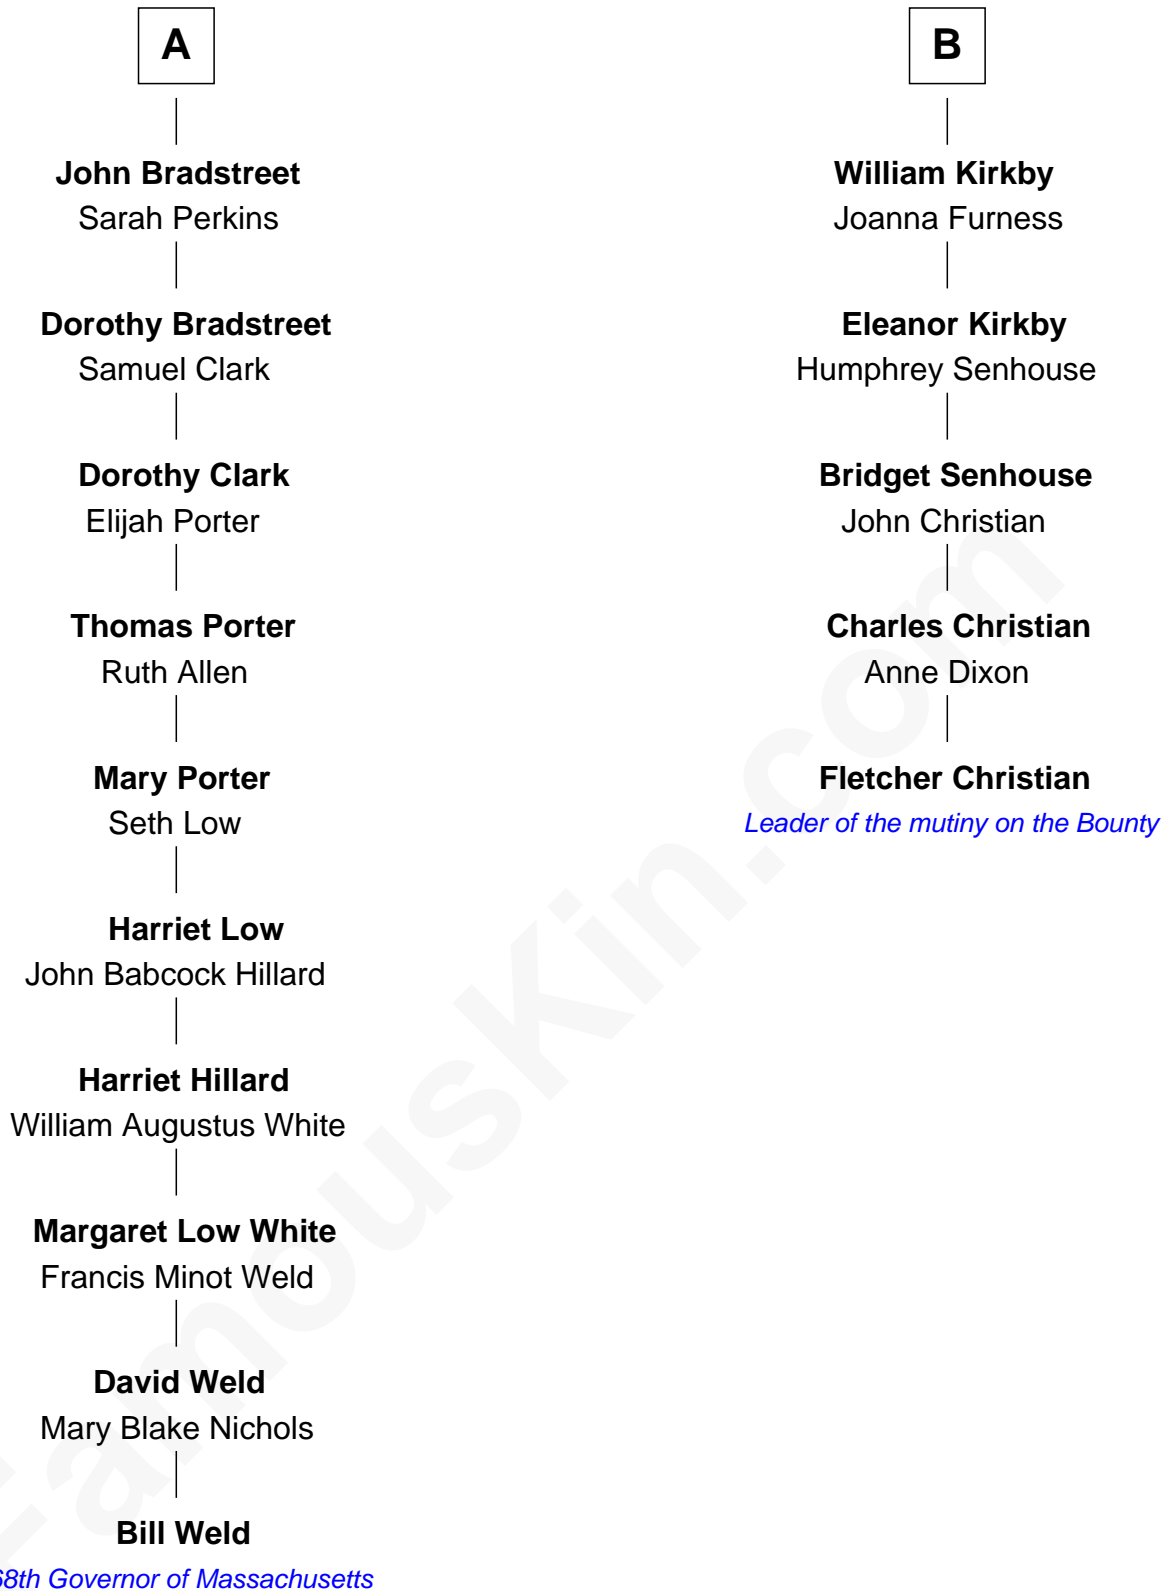 A
John Bradstreet
Sarah Perkins
Dorothy Bradstreet
Samuel Clark
Dorothy Clark
Elijah Porter
Thomas Porter
Ruth Allen
Mary Porter
Seth Low
Harriet Low
John Babcock Hillard
Harriet Hillard
William Augustus White
Margaret Low White
Francis Minot Weld
David Weld
Mary Blake Nichols
Bill Weld
68th Governor of Massachusetts
B
William Kirkby
Joanna Furness
Eleanor Kirkby
Humphrey Senhouse
Bridget Senhouse
John Christian
Charles Christian
Anne Dixon
Fletcher Christian
Leader of the mutiny on the Bounty
FamousKin.com